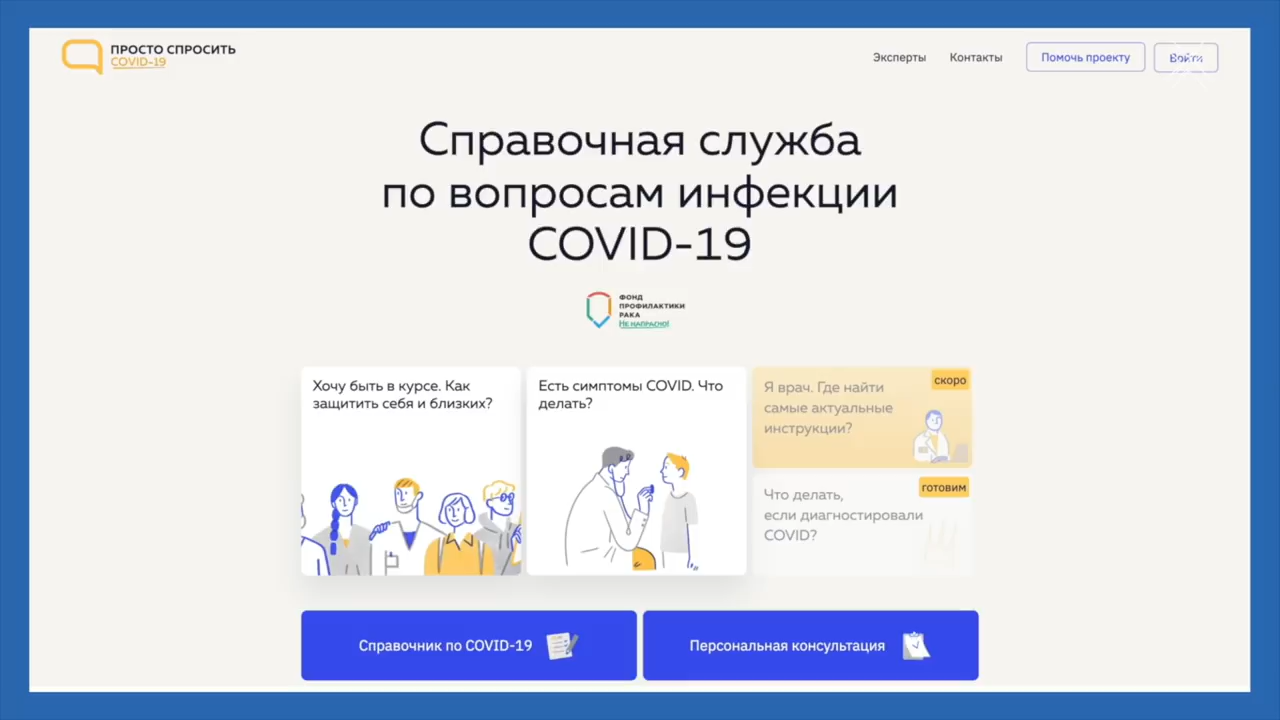 ПРОСТО СПРОСИТЬ
COVID-19
Эксперты
Контакты
Помочь проекту
Войти
Справочная служба
по вопросам инфекции
COVID-19
ФОНД
ПРОФИЛАКТИКИ
РАКА
НЕ НАПРАСНО!
Хочу быть в курсе. Как
защитить себя и близких?
Есть симптомы COVID. Что
делать?
скоро
Я врач. Где найти
самые актуальные
инструкции?
готовим
Что делать,
если диагностировали
COVID?
Справочник по COVID-19
Персональная консультация